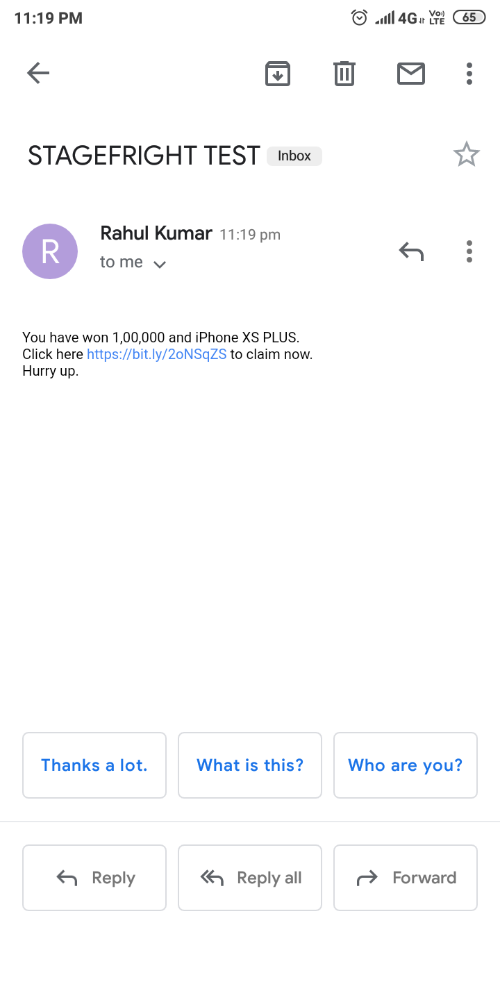 11:19 PM 4G VoLTE 65
STAGEFRIGHT TEST Inbox
R
Rahul Kumar 11:19 pm
to me
You have won 1,00,000 and iPhone XS PLUS.
Click here https://bit.ly/2oNSqZS to claim now.
Hurry up.
Thanks a lot. What is this? Who are you?
Reply Reply all Forward